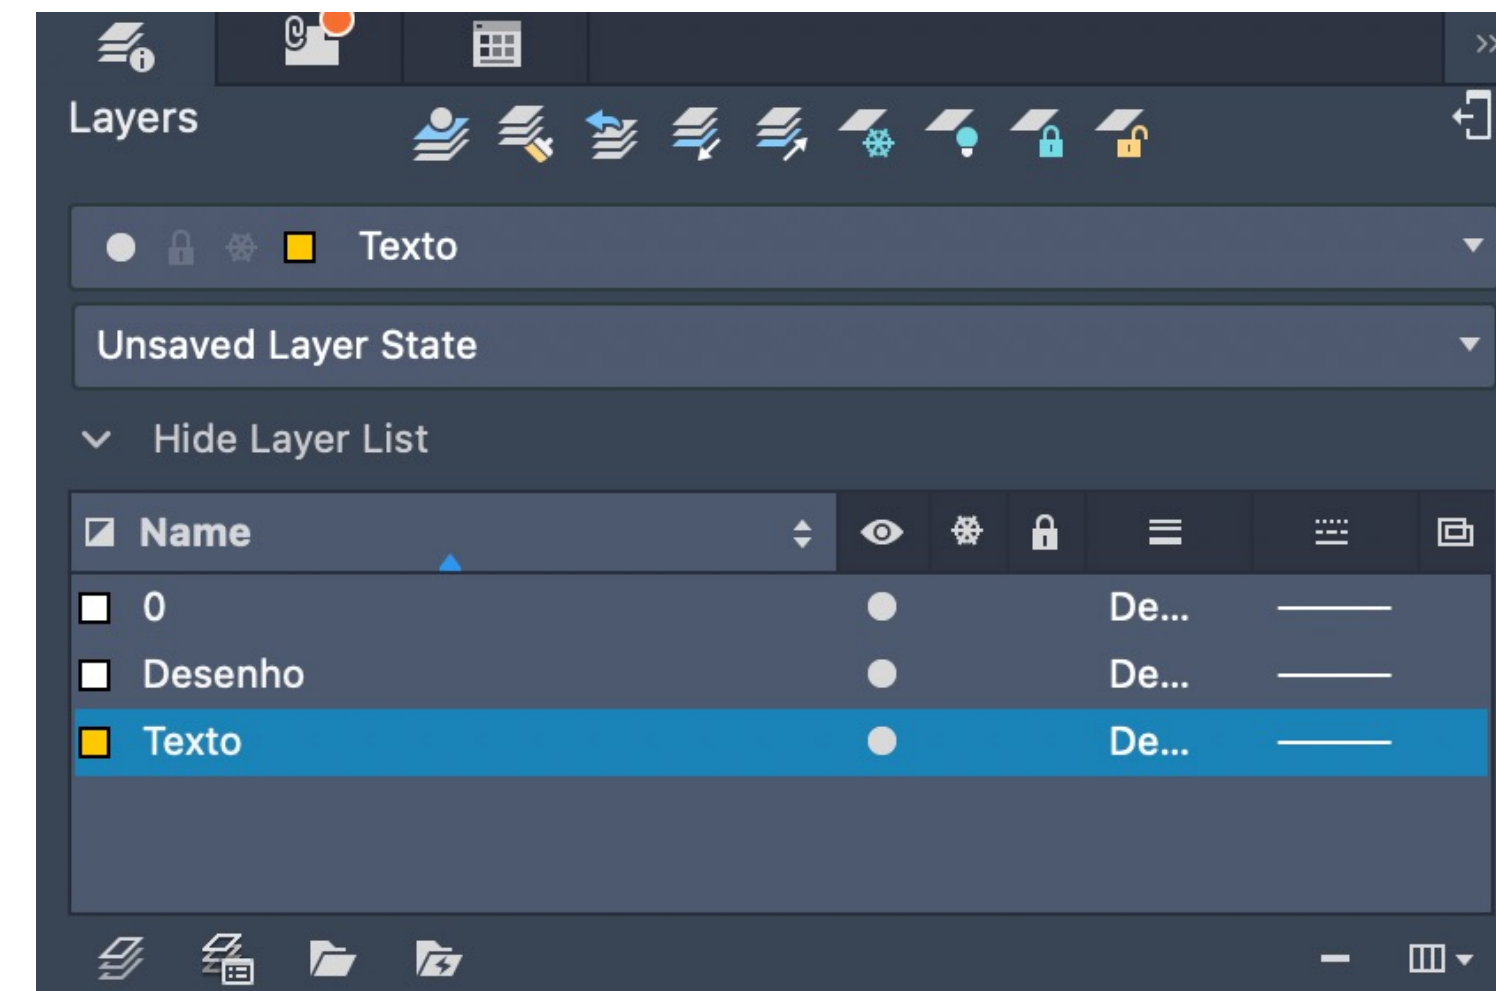 Layers
Texto
Unsaved Layer State
Hide Layer List
Name
0 De...
Desenho De...
Texto De...